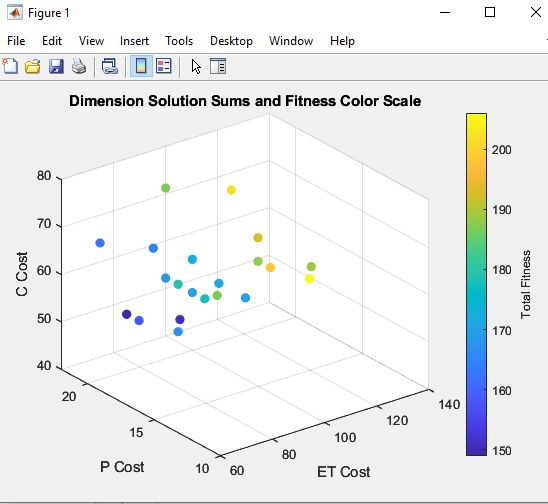 Figure 1
File Edit View Insert Tools Desktop Window Help
Dimension Solution Sums and Fitness Color Scale
80
70
60
50
40
C Cost
20
15
10
P Cost
60
80
100
120
140
ET Cost
200
190
180
170
160
150
Total Fitness